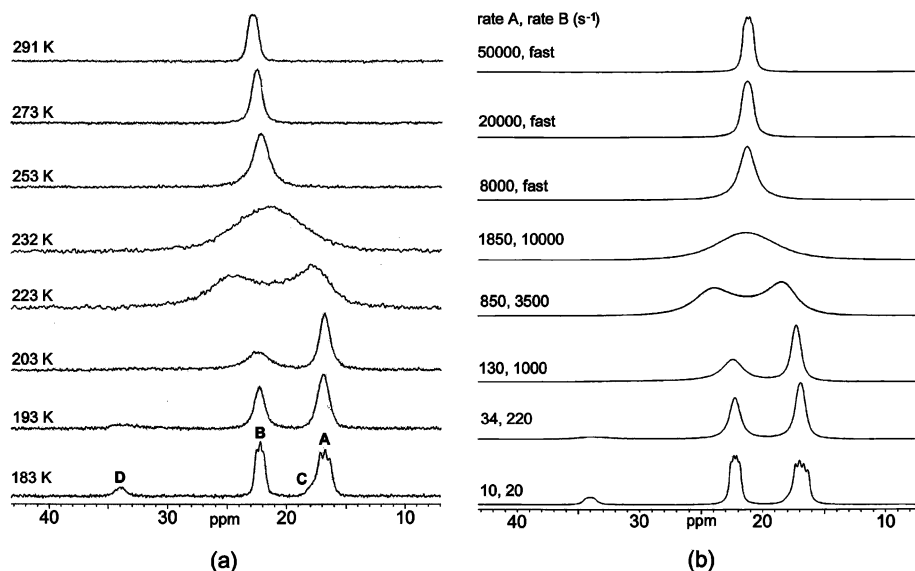 291 K
273 K
253 K
232 K
223 K
203 K
193 K
183 K
D
B
C
A
40
30
ppm
20
10
(a)
rate A, rate B (s⁻¹)
50000, fast
20000, fast
8000, fast
1850, 10000
850, 3500
130, 1000
34, 220
10, 20
40
30
ppm
20
10
(b)